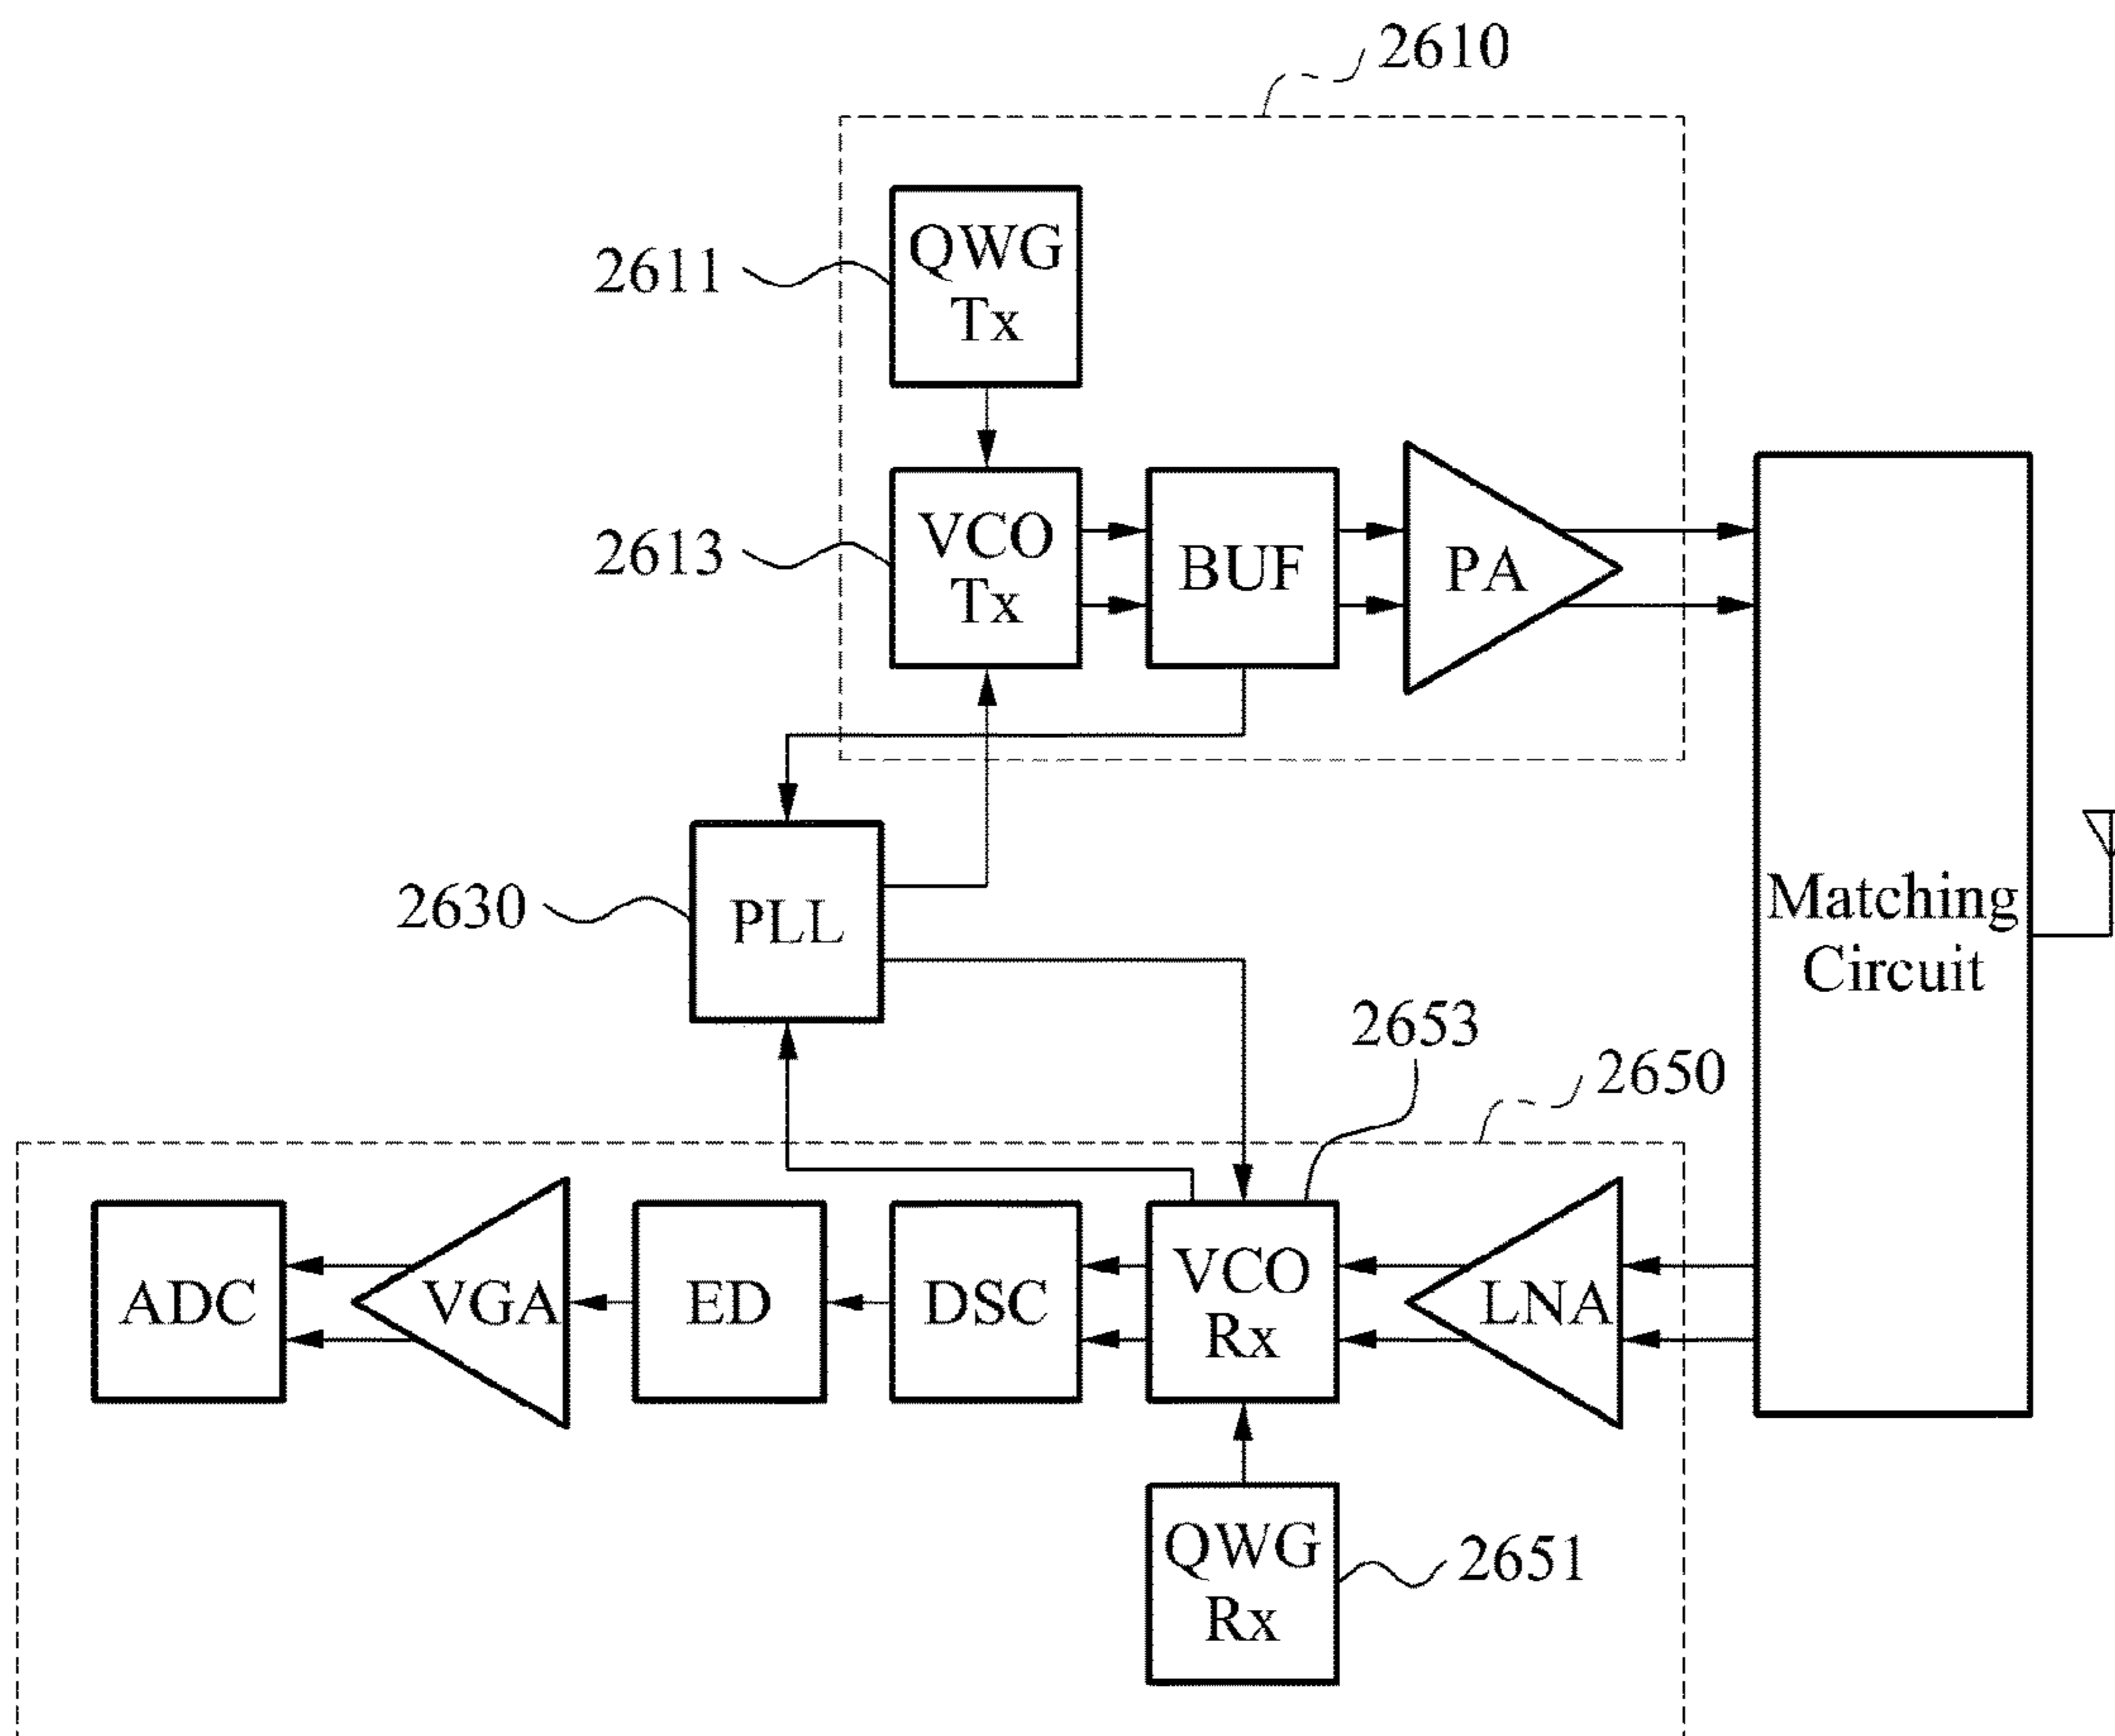 2610
QWG
Tx
2611
VCO
Tx
2613
BUF
PA
Matching
Circuit
PLL
2630
2653
2650
ADC
VGA
ED
DSC
VCO
Rx
LNA
QWG
Rx
2651